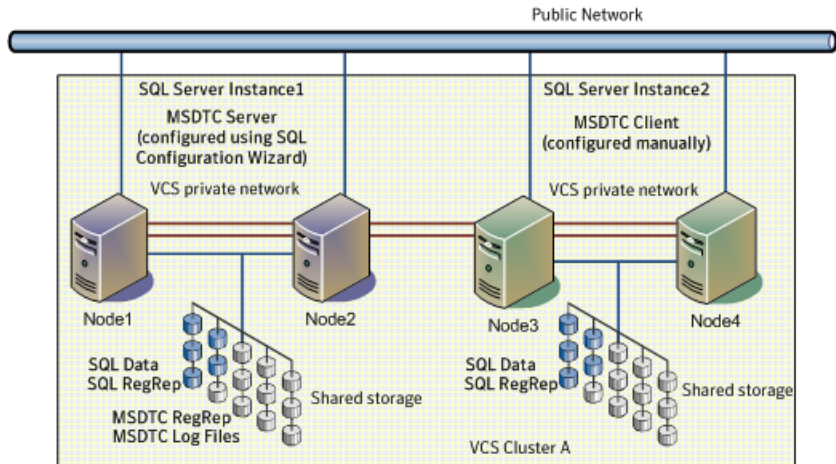 Public Network
SQL Server Instance1
MSDTC Server
(configured using SQL
Configuration Wizard)
VCS private network
SQL Server Instance2
MSDTC Client
(configured manually)
VCS private network
Node1
Node2
Node3
Node4
SQL Data
SQL RegRep
MSDTC RegRep
MSDTC Log Files
Shared storage
SQL Data
SQL RegRep
Shared storage
VCS Cluster A